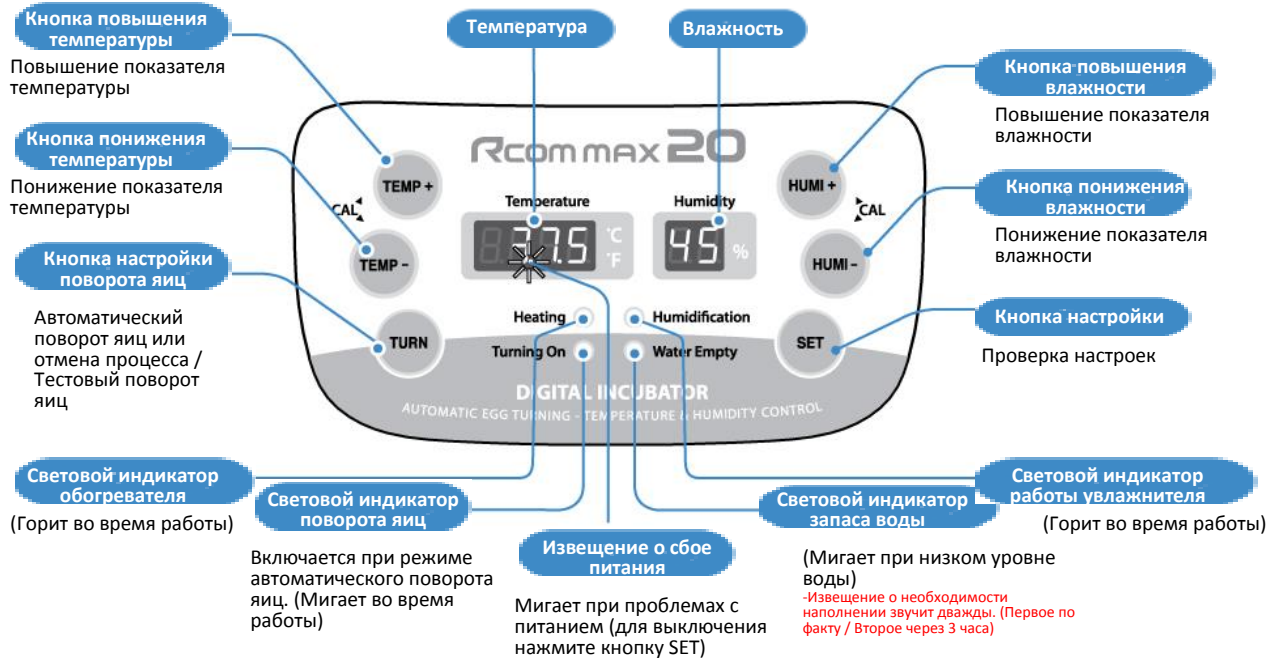 Кнопка повышения
температуры
Повышение показателя
температуры
Температура
Влажность
Кнопка повышения
влажности
Повышение показателя
влажности
Кнопка понижения
температуры
Понижение показателя
температуры
Кнопка понижения
влажности
Понижение показателя
влажности
Кнопка настройки
поворота яиц
Автоматический
поворот яиц или
отмена процесса /
Тестовый поворот
яиц
Кнопка настройки
Проверка настроек
Rcom max 20
TEMP +
CAL
TEMP -
TURN
Temperature
37.5 °C
°F
Humidity
45 %
HUMI +
CAL
HUMI -
SET
Heating
Humidification
Turning On
Water Empty
DIGITAL INCUBATOR
AUTOMATIC EGG TURNING - TEMPERATURE & HUMIDITY CONTROL
Световой индикатор
обогревателя
(Горит во время работы)
Световой индикатор
поворота яиц
Включается при режиме
автоматического поворота
яиц. (Мигает во время
работы)
Извещение о сбое
питания
Мигает при проблемах с
питанием (для выключения
нажмите кнопку SET)
Световой индикатор
запаса воды
(Мигает при низком уровне
воды)
-Извещение о необходимости
наполнении звучит дважды. (Первое по
факту / Второе через 3 часа)
Световой индикатор
работы увлажнителя
(Горит во время работы)